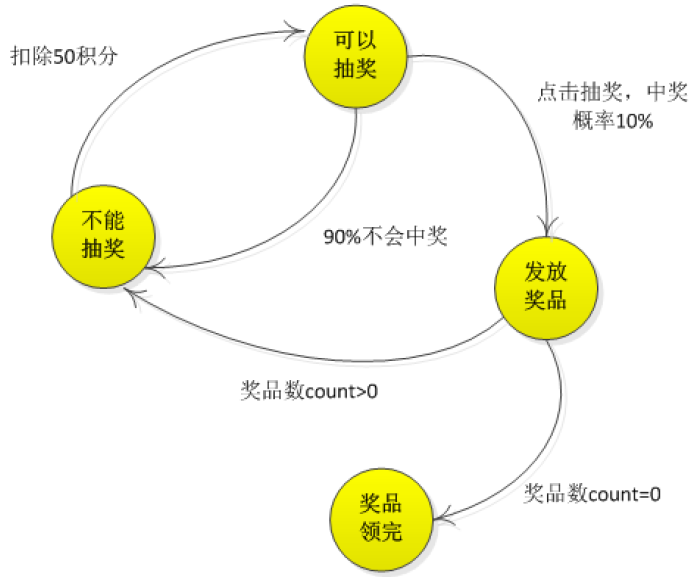 可以
抽奖
扣除50积分
点击抽奖，中奖
概率10%
不能
抽奖
90%不会中奖
发放
奖品
奖品数count>0
奖品
领完
奖品数count=0